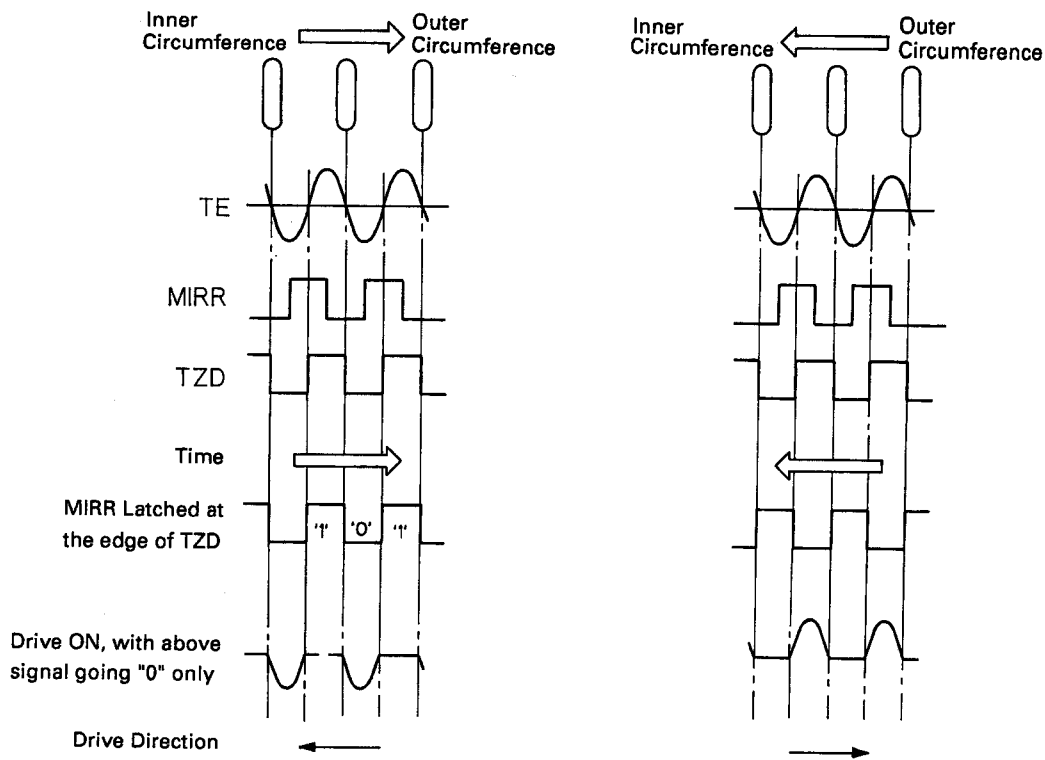 Inner
Circumference
Outer
Circumference
Inner
Circumference
Outer
Circumference
TE
MIRR
TZD
Time
MIRR Latched at
the edge of TZD
'1' '0' '1'
Drive ON, with above
signal going "0" only
Drive Direction